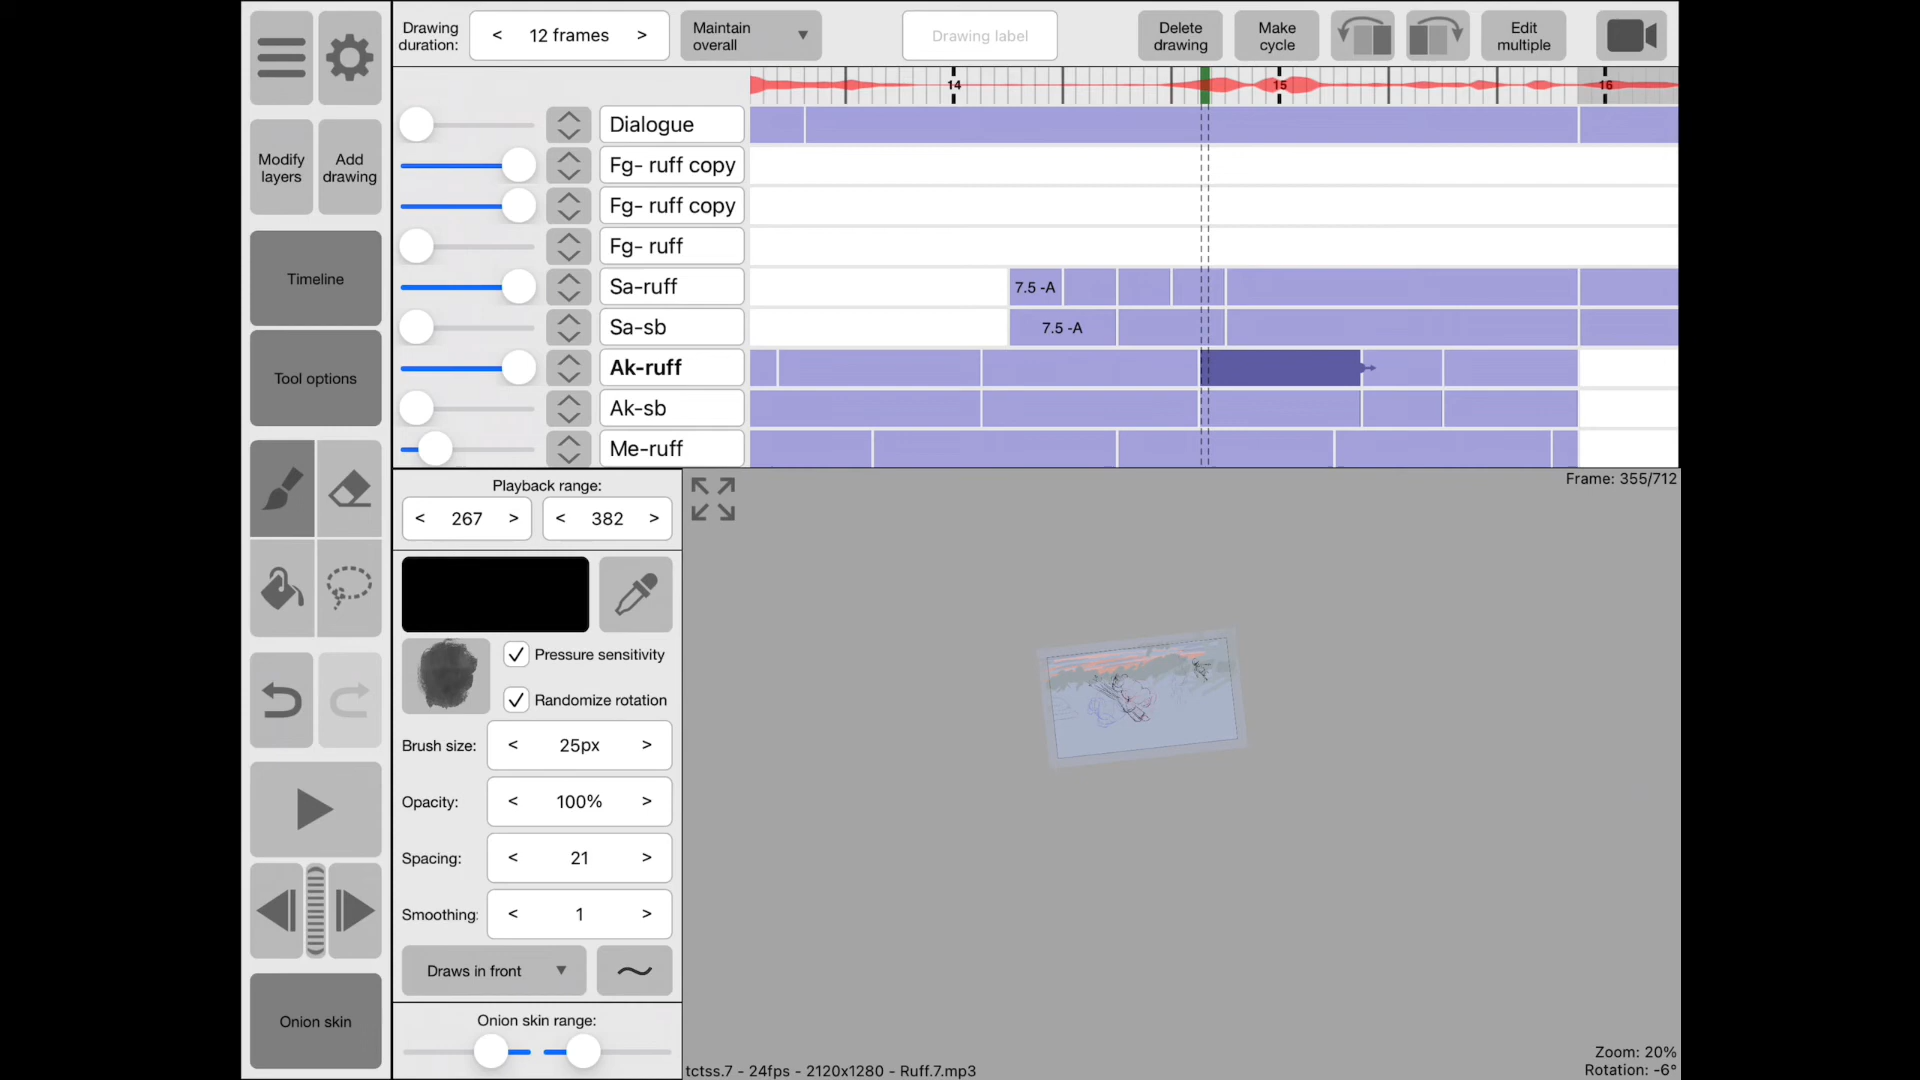 Drawing
duration:
< 12 frames >
Maintain
overall
Drawing label
Delete
drawing
Make
cycle
Edit
multiple
14
15
16
Modify
layers
Add
drawing
Timeline
Tool options
Onion skin
Dialogue
Fg- ruff copy
Fg- ruff copy
Fg- ruff
Sa-ruff
7.5 -A
Sa-sb
7.5 -A
Ak-ruff
Ak-sb
Me-ruff
Playback range:
< 267 >
< 382 >
Frame: 355/712
Pressure sensitivity
Randomize rotation
Brush size:
< 25px >
Opacity:
< 100% >
Spacing:
< 21 >
Smoothing:
< 1 >
Draws in front
Onion skin range:
tctss.7 - 24fps - 2120x1280 - Ruff.7.mp3
Zoom: 20%
Rotation: -6°